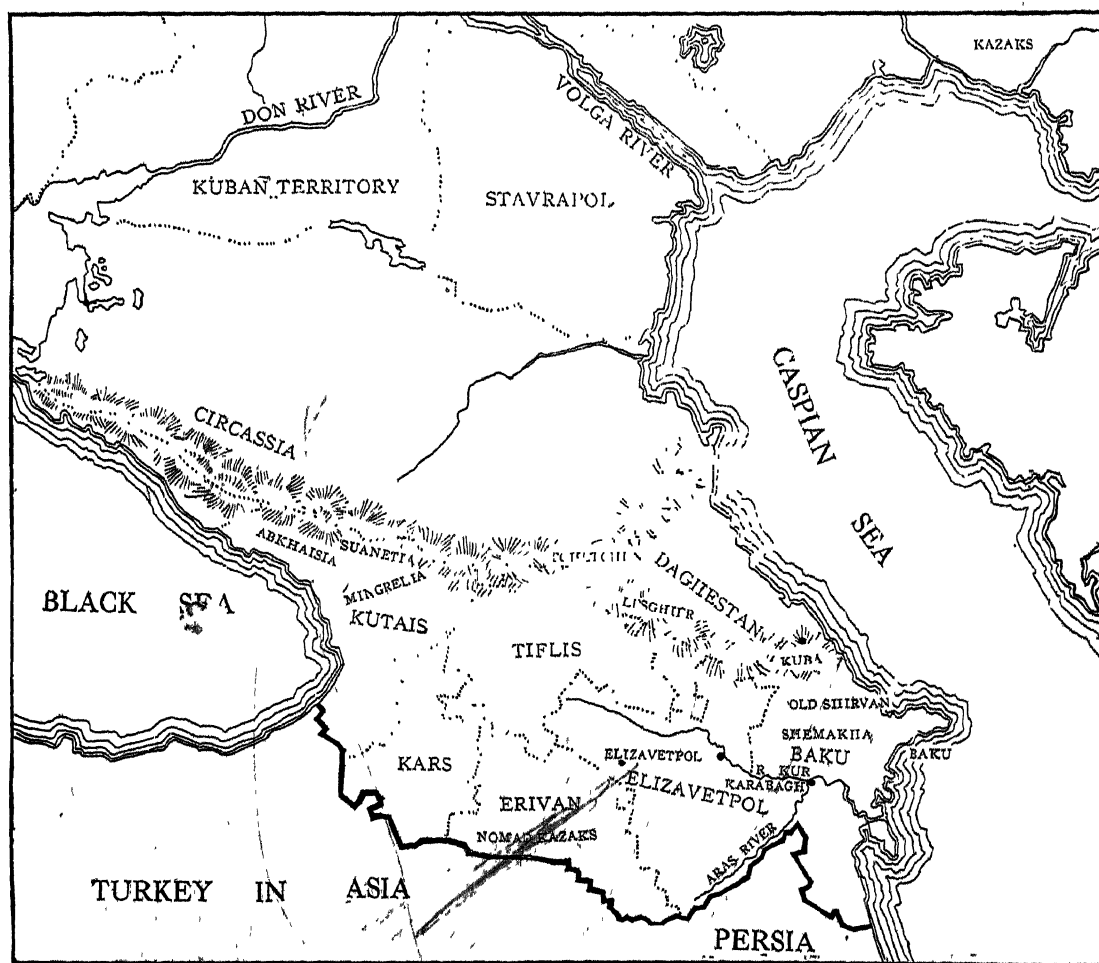 KAZAKS
DON RIVER
VOLGA RIVER
KUBAN TERRITORY
STAVRAPOL
CASPIAN
SEA
CIRCASSIA
ABKHAISIA
SUANETIA
MINGRELIA
KUTAIS
BLACK SEA
DAGHESTAN
TIFLIS
KUBA
OLD SHIRVAN
SHEMAKHA
BAKU
BAKU
KARS
ELIZAVETPOL
R. KUR
KARABAGH
ELIZAVETPOL
ERIVAN
NOMAD KAZAKS
ARAS RIVER
TURKEY IN ASIA
PERSIA